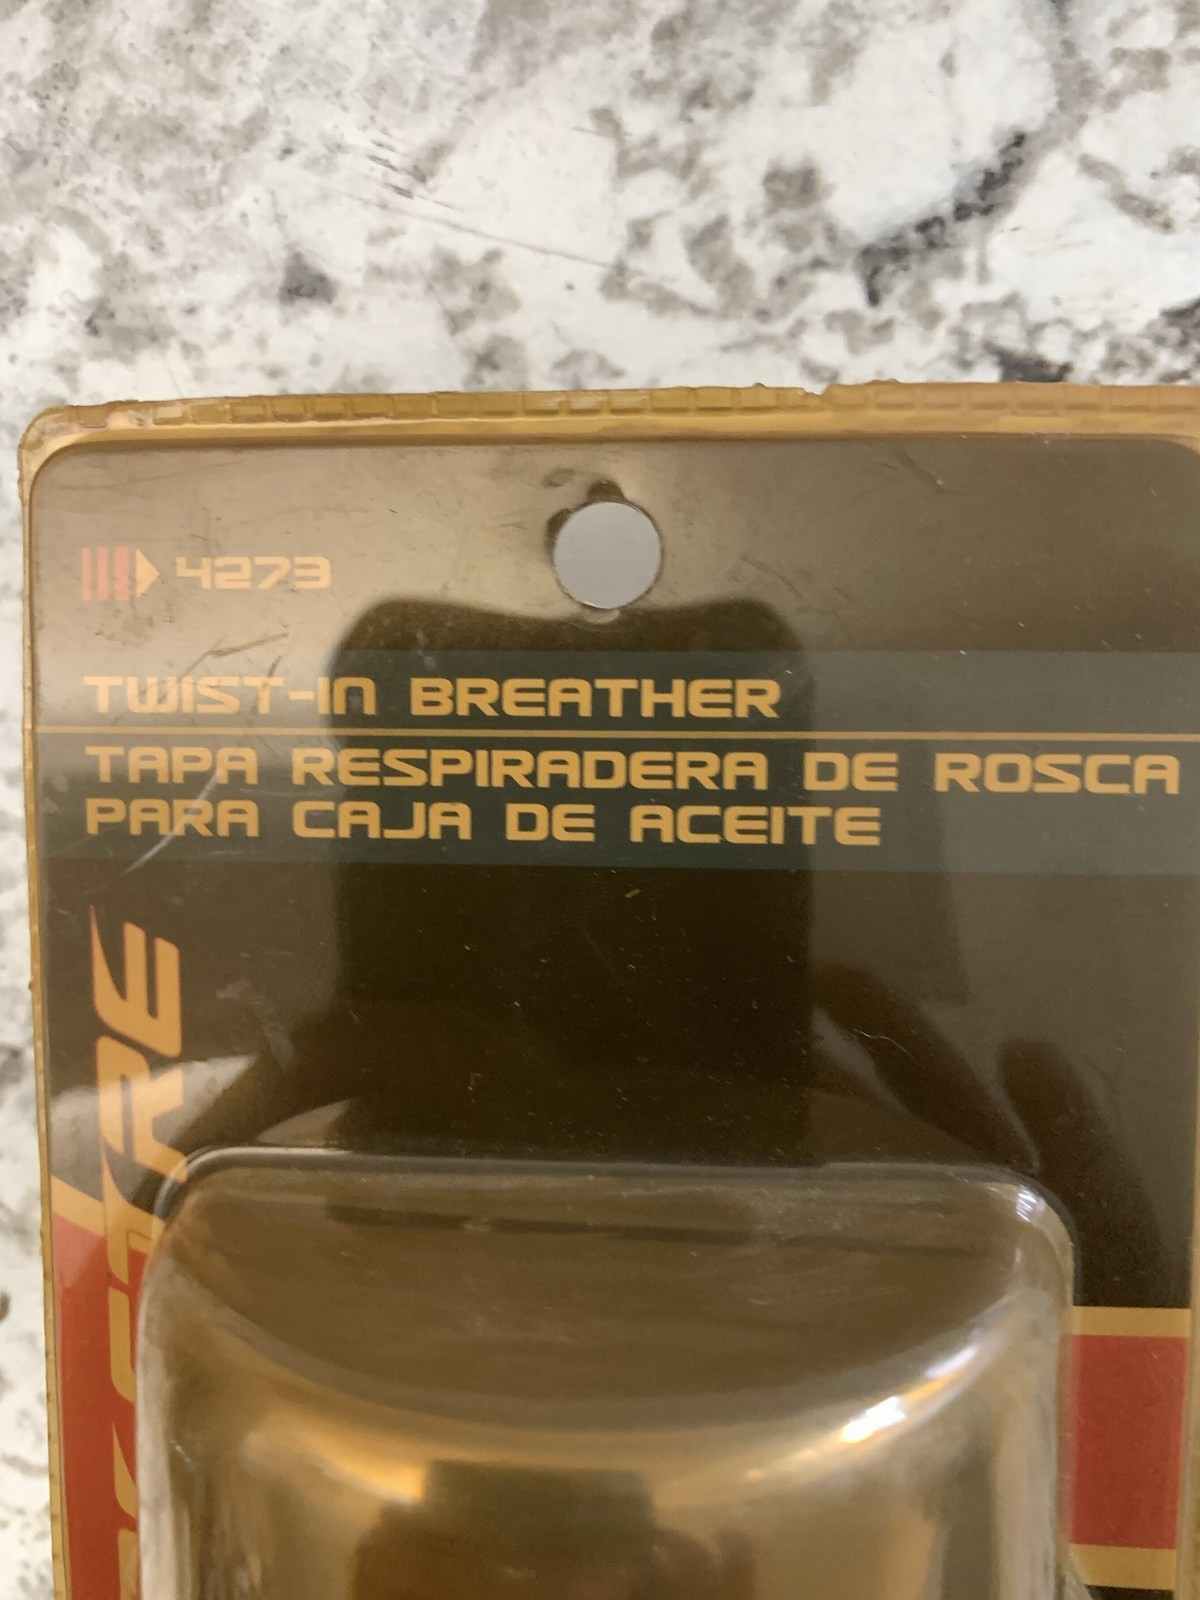 4273
TWIST-IN BREATHER
TAPA RESPIRADERA DE ROSCA
PARA CAJA DE ACEITE